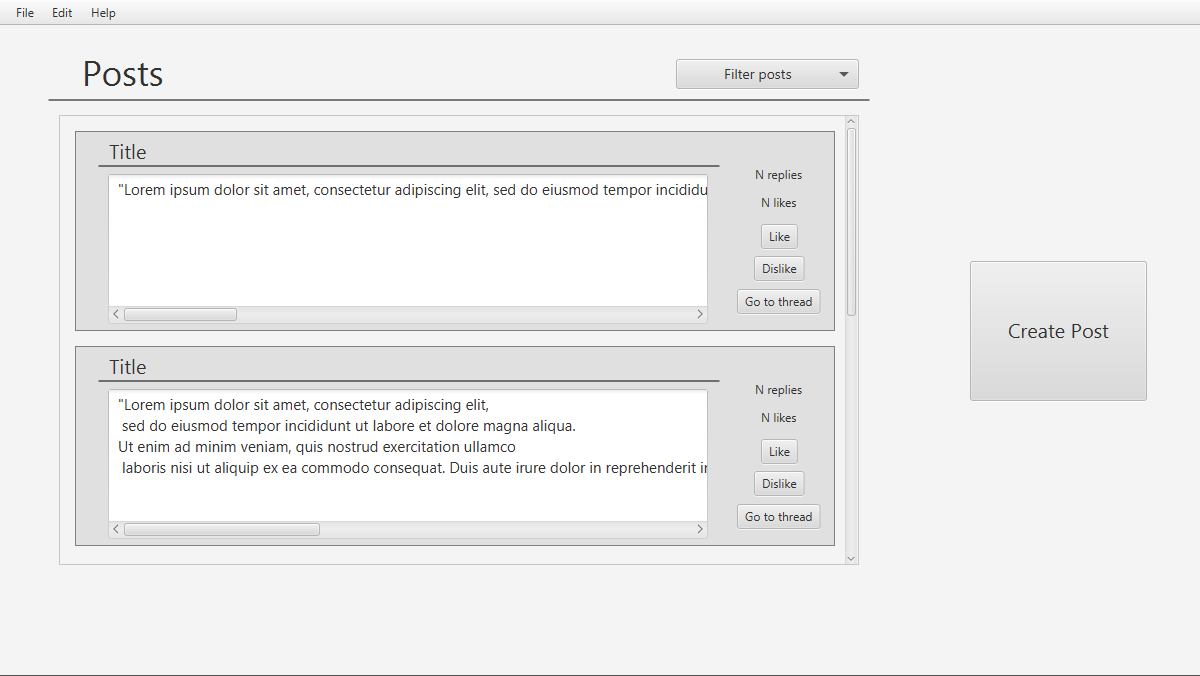 File Edit Help
Posts
Filter posts
Title
"Lorem ipsum dolor sit amet, consectetur adipiscing elit, sed do eiusmod tempor incididu
N replies
N likes
Like
Dislike
Go to thread
Create Post
Title
"Lorem ipsum dolor sit amet, consectetur adipiscing elit,
sed do eiusmod tempor incididunt ut labore et dolore magna aliqua.
Ut enim ad minim veniam, quis nostrud exercitation ullamco
laboris nisi ut aliquip ex ea commodo consequat. Duis aute irure dolor in reprehenderit i
N replies
N likes
Like
Dislike
Go to thread